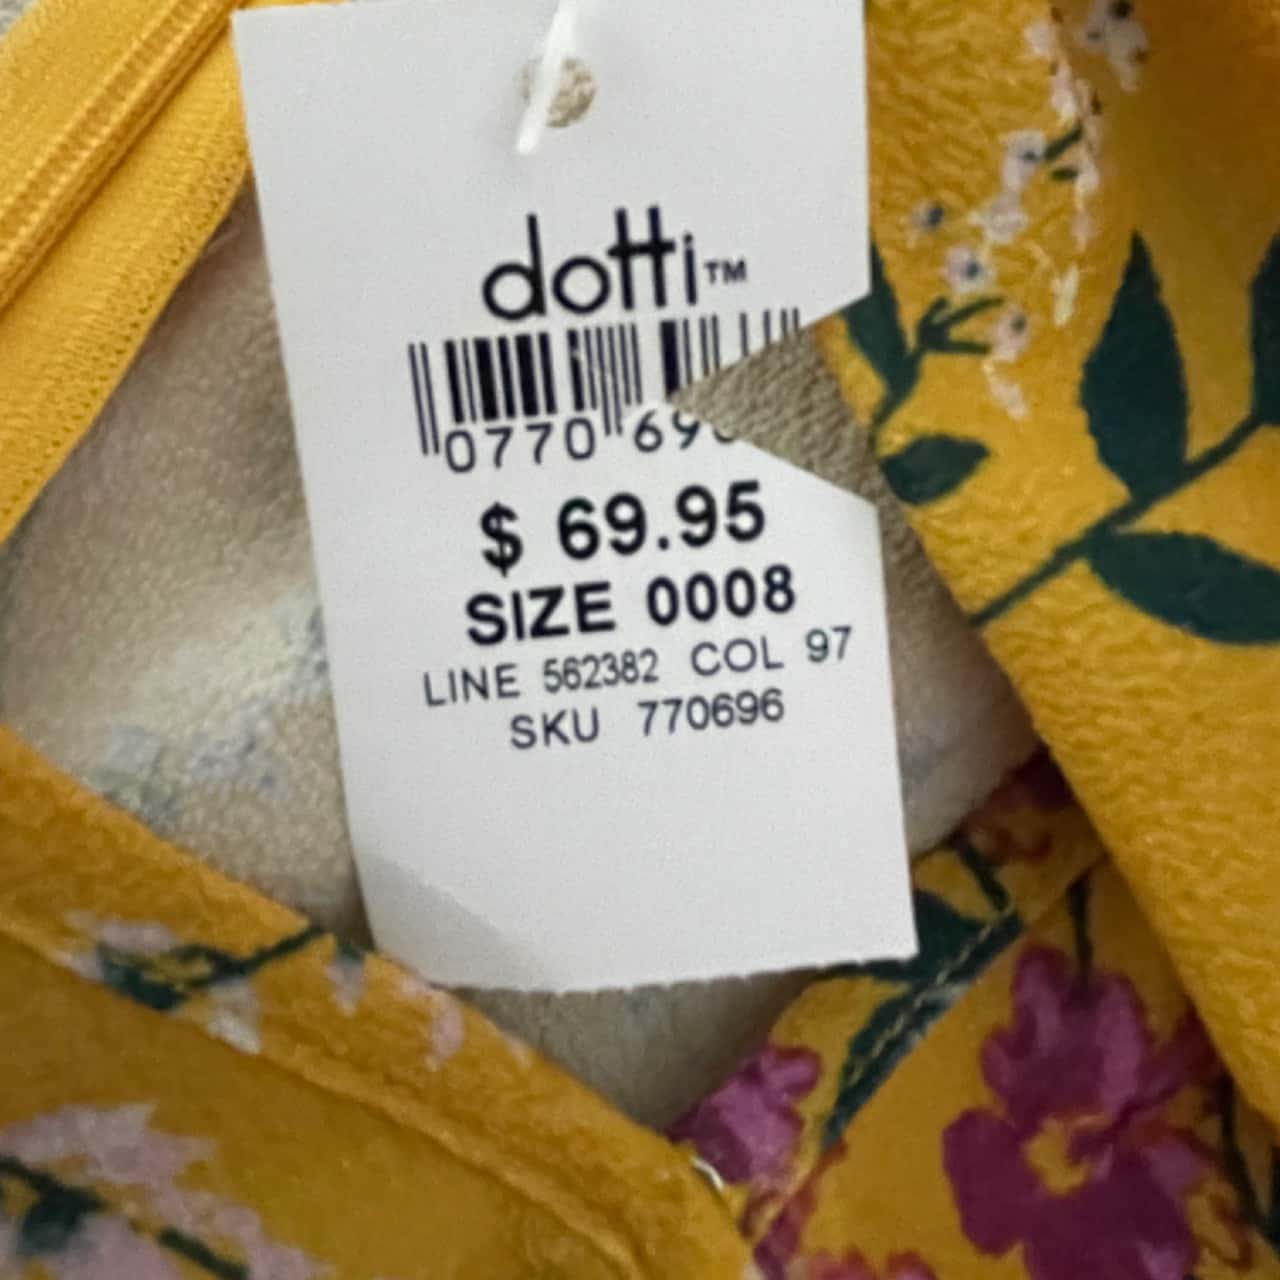 dotti™
0770 69
$ 69.95
SIZE 0008
LINE 562382 COL 97
SKU 770696